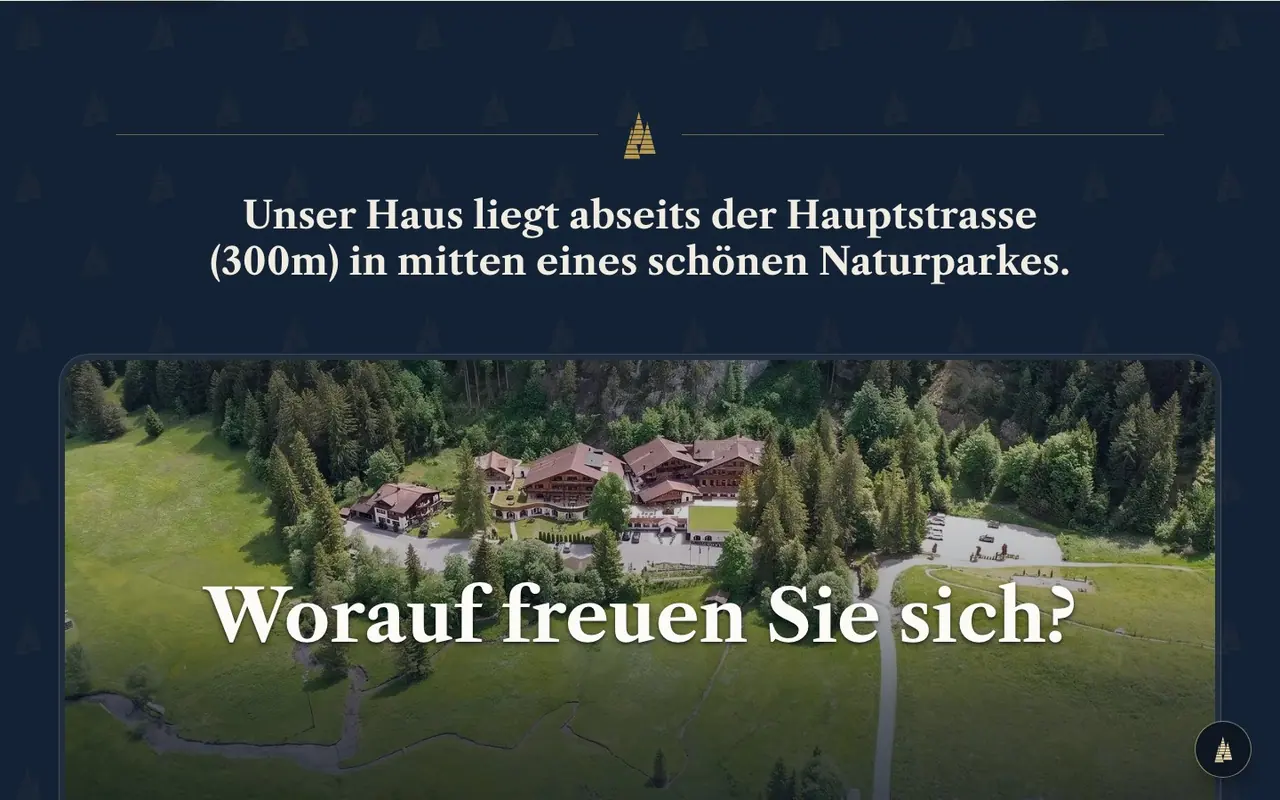 Unser Haus liegt abseits der Hauptstrasse
(300m) in mitten eines schönen Naturparkes.
Worauf freuen Sie sich?